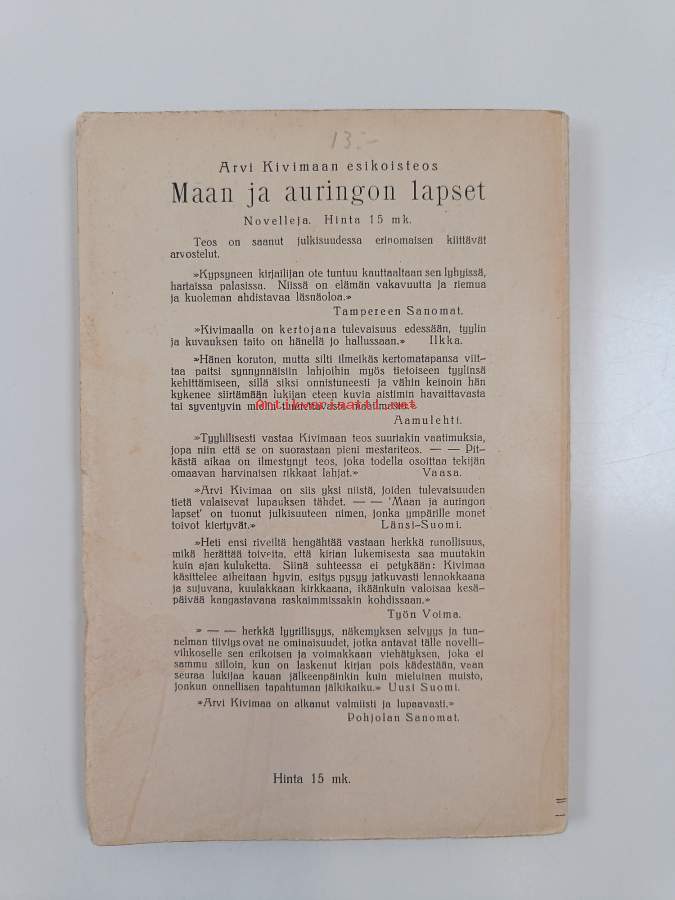 13:-
Arvi Kivimaan esikoisteos
Maan ja auringon lapset
Novelleja. Hinta 15 mk.
Teos on saanut julkisuudessa erinomaisen kiittävät
arvostelut.
»Kypsyneen kirjailijan ote tuntuu kauttaaltaan sen lyhyissä,
hartaissa palasissa. Niissä on elämän vakavuutta ja riemua
ja kuoleman ahdistavaa läsnäoloa.»
Tampereen Sanomat.
»Kivimaalla on kertojana tulevaisuus edessään, tyylin
ja kuvauksen taito on hänellä jo hallussaan.» Ilkka.
»Hänen koruton, mutta silti ilmeikäs kertomatapansa viit-
taa paitsi synnynnäisiin lahjoihin myös tietoiseen tyylinsä
kehittämiseen, sillä siksi onnistuneesti ja vähin keinoin hän
kykenee siirtämään lukijan eteen kuvia aistimin havaittavasta
tai syventyvin mielin tunnettavasta maailmasta.»
Antikvariaatti.net
Aamulehti.
»Tyylillisesti vastaa Kivimaan teos suuriakin vaatimuksia,
jopa niin että se on suorastaan pieni mestariteos. — — Pit-
kästä aikaa on ilmestynyt teos, joka todella osoittaa tekijän
omaavan harvinaisen rikkaat lahjat.» Vaasa.
»Arvi Kivimaa on siis yksi niistä, joiden tulevaisuuden
tietä valaisevat lupauksen tähdet. — — 'Maan ja auringon
lapset' on tuonut julkisuuteen nimen, jonka ympärille monet
toivot kiertyvät.» Länsi-Suomi.
»Heti ensi riveiltä hengähtää vastaan herkkä runollisuus,
mikä herättää toiveita, että kirjan lukemisesta saa muutakin
kuin ajan kuluketta. Siinä suhteessa ei petykään: Kivimaa
käsittelee aiheitaan hyvin, esitys pysyy jatkuvasti lennokkaana
ja sujuvana, kuulakkaan kirkkaana, ikäänkuin valoisaa kesä-
päivää kangastavana raskaimmissakin kohdissaan.»
Työn Voima.
» — — herkkä lyyrillisyys, näkemyksen selvyys ja tun-
nelman tiiviys ovat ne ominaisuudet, jotka antavat tälle novelli-
vihkoselle sen erikoisen ja voimakkaan viehätyksen, joka ei
sammu silloin, kun on laskenut kirjan pois kädestään, vaan
seuraa lukijaa kauan jälkeenpäinkin kuin mieluinen muisto,
jonkun onnellisen tapahtuman jälkikaiku.» Uusi Suomi.
»Arvi Kivimaa on alkanut valmiisti ja lupaavasti.»
Pohjolan Sanomat.
Hinta 15 mk.